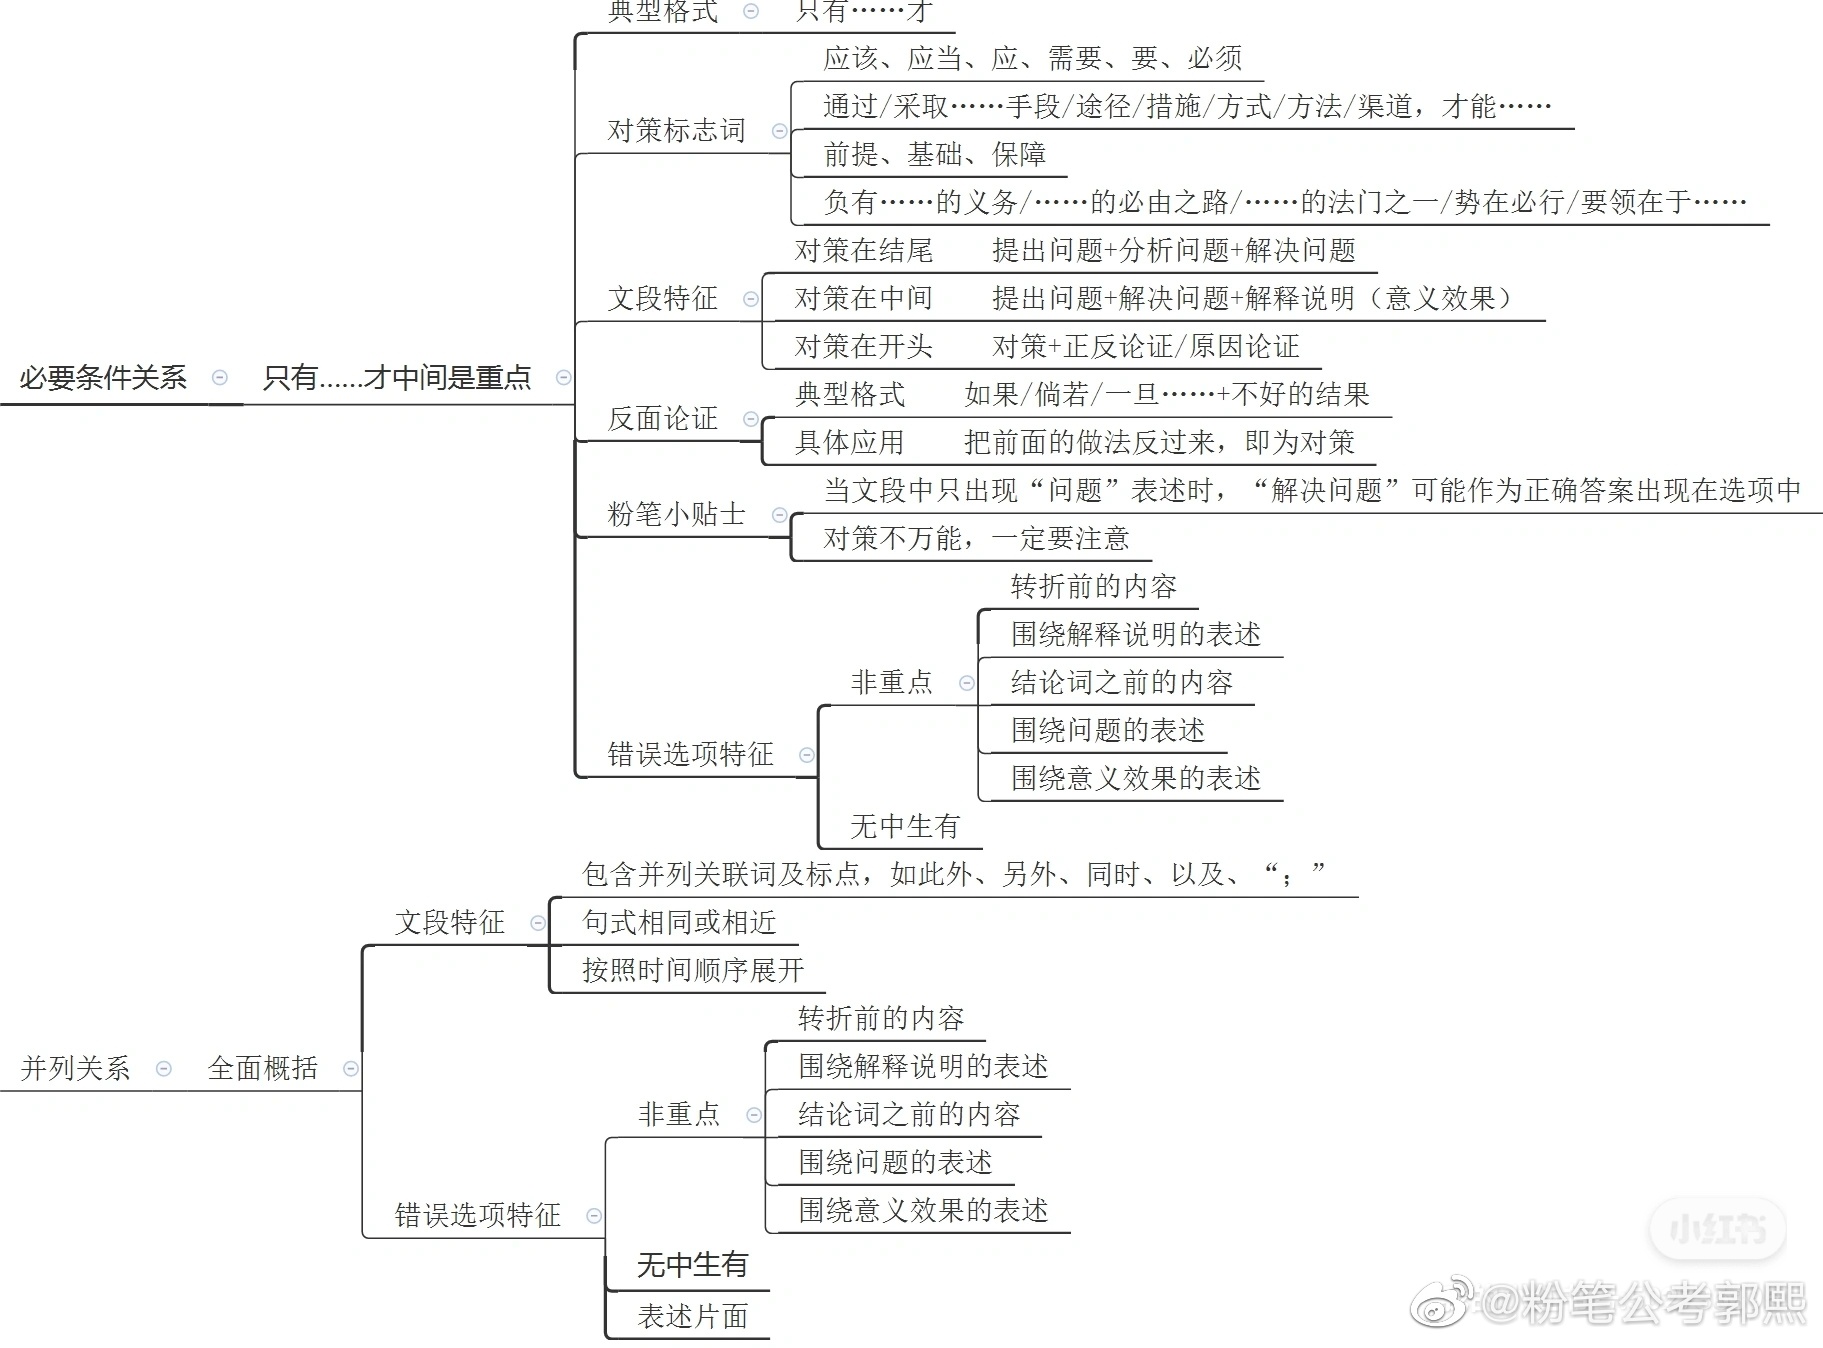 典型格式 只有……才
应该、应当、应、需要、要、必须
通过/采取……手段/途径/措施/方式/方法/渠道，才能……
对策标志词
前提、基础、保障
负有……的义务/……的必由之路/……的法门之一/势在必行/要领在于……
对策在结尾 提出问题+分析问题+解决问题
文段特征 对策在中间 提出问题+解决问题+解释说明（意义效果）
对策在开头 对策+正反论证/原因论证
必要条件关系 只有......才中间是重点
典型格式 如果/倘若/一旦……+不好的结果
反面论证
具体应用 把前面的做法反过来，即为对策
当文段中只出现“问题”表述时，“解决问题”可能作为正确答案出现在选项中
粉笔小贴士
对策不万能，一定要注意
转折前的内容
围绕解释说明的表述
非重点 结论词之前的内容
围绕问题的表述
错误选项特征
围绕意义效果的表述
无中生有
包含并列关联词及标点，如此外、另外、同时、以及、“；”
文段特征 句式相同或相近
按照时间顺序展开
转折前的内容
并列关系 全面概括 围绕解释说明的表述
非重点 结论词之前的内容
围绕问题的表述
错误选项特征 围绕意义效果的表述
无中生有
表述片面
小红书
@粉笔公考郭熙